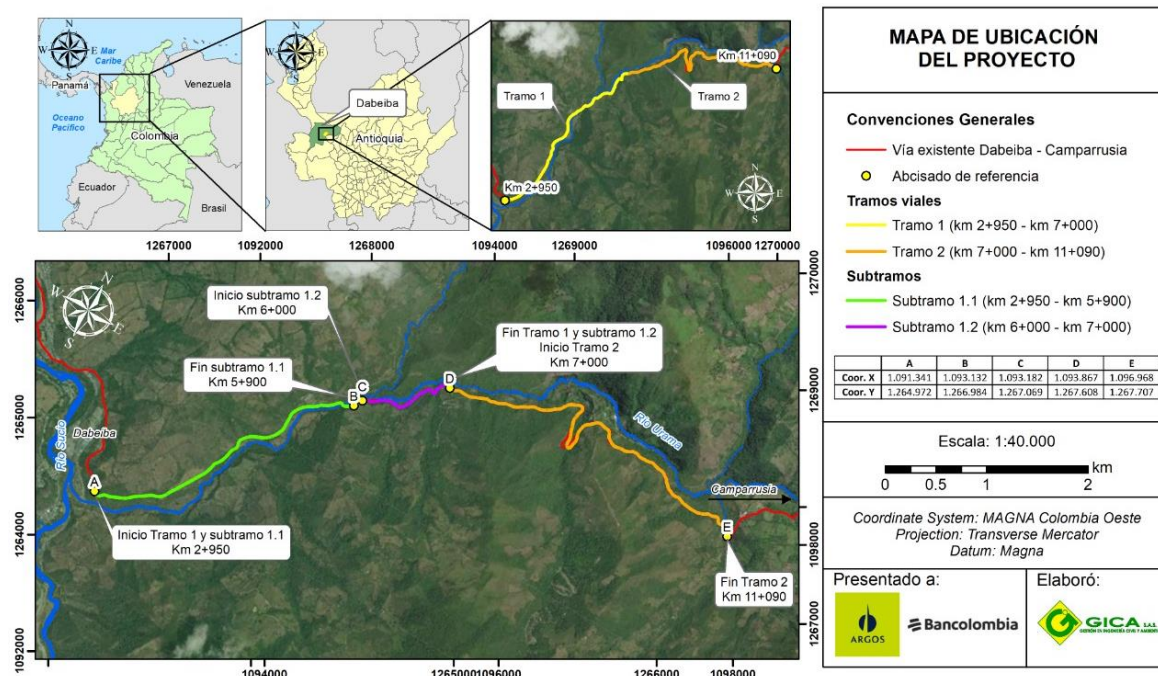 N
W
E
S
Mar
Caribe
Panamá
Venezuela
Oceano
Pacífico
Colombia
Ecuador
Brasil
N
W
E
S
Dabeiba
Antioquia
Km 11+090
Tramo 1
Tramo 2
Km 2+950
N
W
E
S
1267000
1092000
1268000
1094000
1269000
1096000
1270000
1266000
1265000
1264000
1092000
1270000
1269000
1098000
1267000
1094000
1265000
1096000
1266000
1098000
N
W
E
S
Inicio subtramo 1.2
Km 6+000
Fin subtramo 1.1
Km 5+900
Fin Tramo 1 y subtramo 1.2
Inicio Tramo 2
Km 7+000
A
B
C
D
E
Río Sucio
Dabeiba
Río Urama
Camparrusia
Inicio Tramo 1 y subtramo 1.1
Km 2+950
Fin Tramo 2
Km 11+090
MAPA DE UBICACIÓN
DEL PROYECTO
Convenciones Generales
Vía existente Dabeiba - Camparrusia
Abcisado de referencia
Tramos viales
Tramo 1 (km 2+950 - km 7+000)
Tramo 2 (km 7+000 - km 11+090)
Subtramos
Subtramo 1.1 (km 2+950 - km 5+900)
Subtramo 1.2 (km 6+000 - km 7+000)
A B C D E
Coor. X 1.091.341 1.093.132 1.093.182 1.093.867 1.096.968
Coor. Y 1.264.972 1.266.984 1.267.069 1.267.608 1.267.707
Escala: 1:40.000
km
0 0.5 1 2
Coordinate System: MAGNA Colombia Oeste
Projection: Transverse Mercator
Datum: Magna
Presentado a:
ARGOS
Bancolombia
Elaboró:
GICA S.A.S.
GESTIÓN EN INGENIERÍA CIVIL Y AMBIENTAL